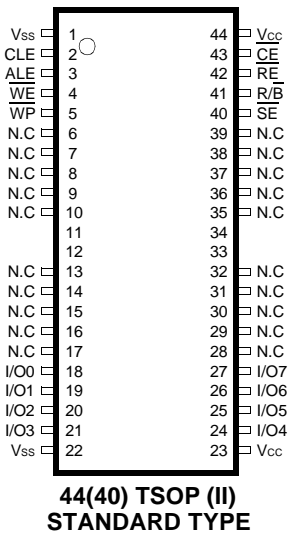 Vss 1 44 Vcc
CLE 2 43 CE
ALE 3 42 RE
WE 4 41 R/B
WP 5 40 SE
N.C 6 39 N.C
N.C 7 38 N.C
N.C 8 37 N.C
N.C 9 36 N.C
N.C 10 35 N.C
11 34
12 33
N.C 13 32 N.C
N.C 14 31 N.C
N.C 15 30 N.C
N.C 16 29 N.C
N.C 17 28 N.C
I/O0 18 27 I/O7
I/O1 19 26 I/O6
I/O2 20 25 I/O5
I/O3 21 24 I/O4
Vss 22 23 Vcc
44(40) TSOP (II)
STANDARD TYPE